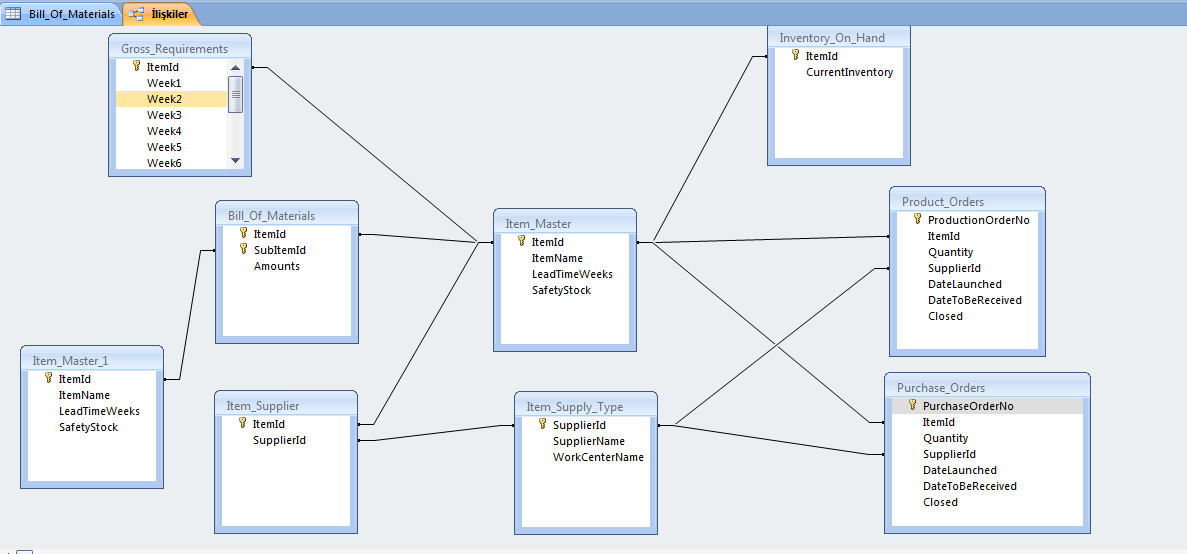 Bill_Of_Materials
İlişkiler
Gross_Requirements
ItemId
Week1
Week2
Week3
Week4
Week5
Week6
Inventory_On_Hand
ItemId
CurrentInventory
Bill_Of_Materials
ItemId
SubItemId
Amounts
Item_Master
ItemId
ItemName
LeadTimeWeeks
SafetyStock
Product_Orders
ProductionOrderNo
ItemId
Quantity
SupplierId
DateLaunched
DateToBeReceived
Closed
Item_Master_1
ItemId
ItemName
LeadTimeWeeks
SafetyStock
Item_Supplier
ItemId
SupplierId
Item_Supply_Type
SupplierId
SupplierName
WorkCenterName
Purchase_Orders
PurchaseOrderNo
ItemId
Quantity
SupplierId
DateLaunched
DateToBeReceived
Closed